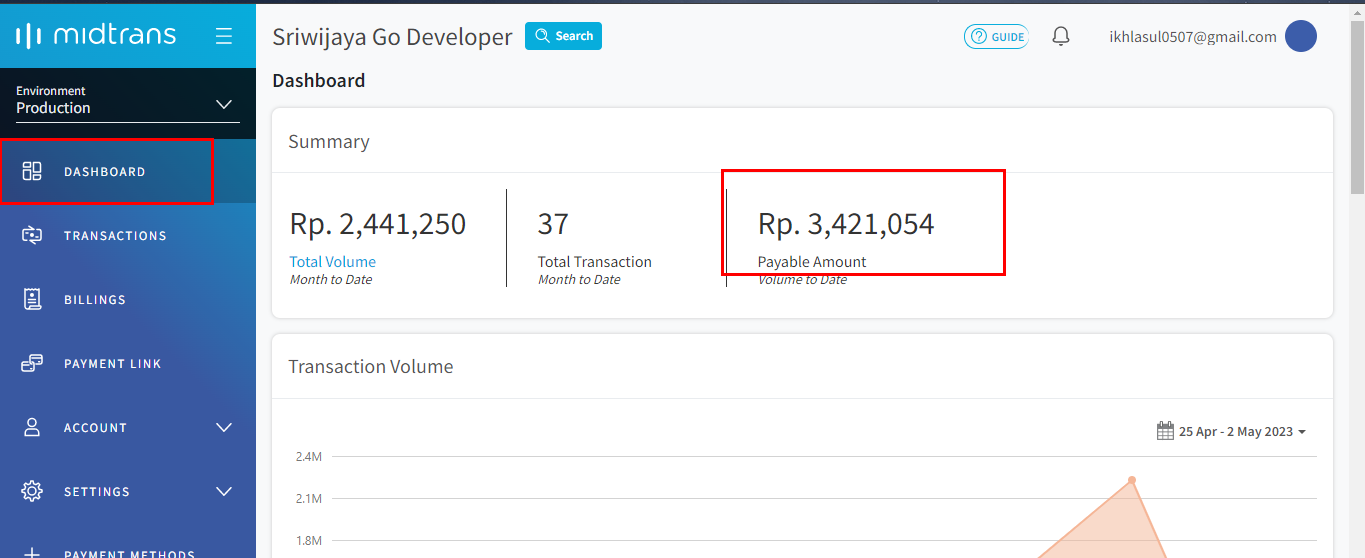 midtrans
Sriwijaya Go Developer
Search
GUIDE
ikhlasul0507@gmail.com
Environment
Production
DASHBOARD
TRANSACTIONS
BILLINGS
PAYMENT LINK
ACCOUNT
SETTINGS
PAYMENT METHODS
Dashboard
Summary
Rp. 2,441,250
Total Volume
Month to Date
37
Total Transaction
Month to Date
Rp. 3,421,054
Payable Amount
Volume to Date
Transaction Volume
25 Apr - 2 May 2023
2.4M
2.1M
1.8M